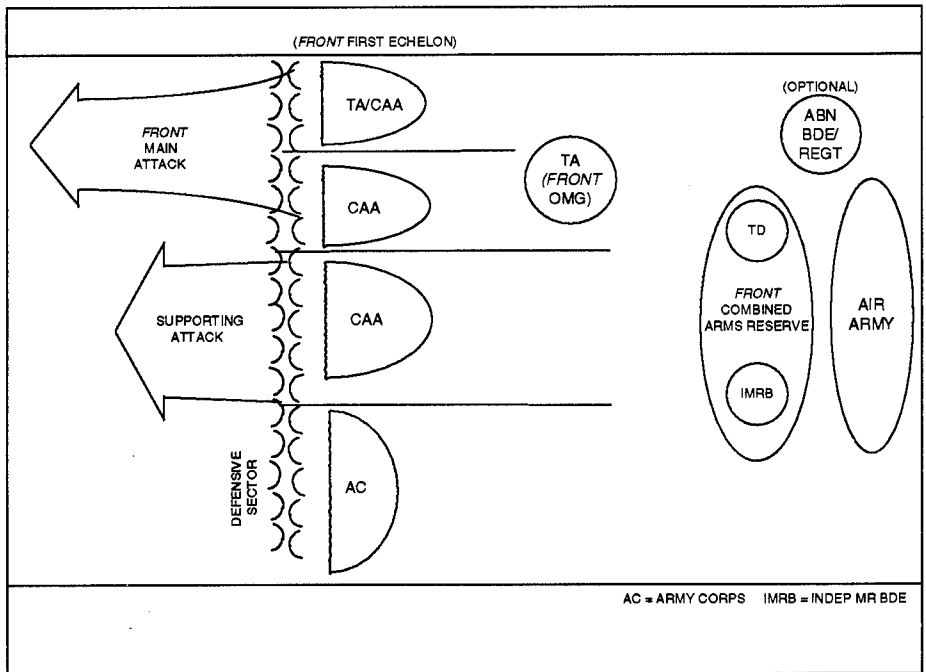 (FRONT FIRST ECHELON)
TA/CAA
(OPTIONAL)
ABN
BDE/
REGT
FRONT
MAIN
ATTACK
TA
(FRONT
OMG)
CAA
TD
SUPPORTING
ATTACK
CAA
FRONT
COMBINED
ARMS RESERVE
AIR
ARMY
IMRB
DEFENSIVE
SECTOR
AC
AC = ARMY CORPS IMRB = INDEP MR BDE